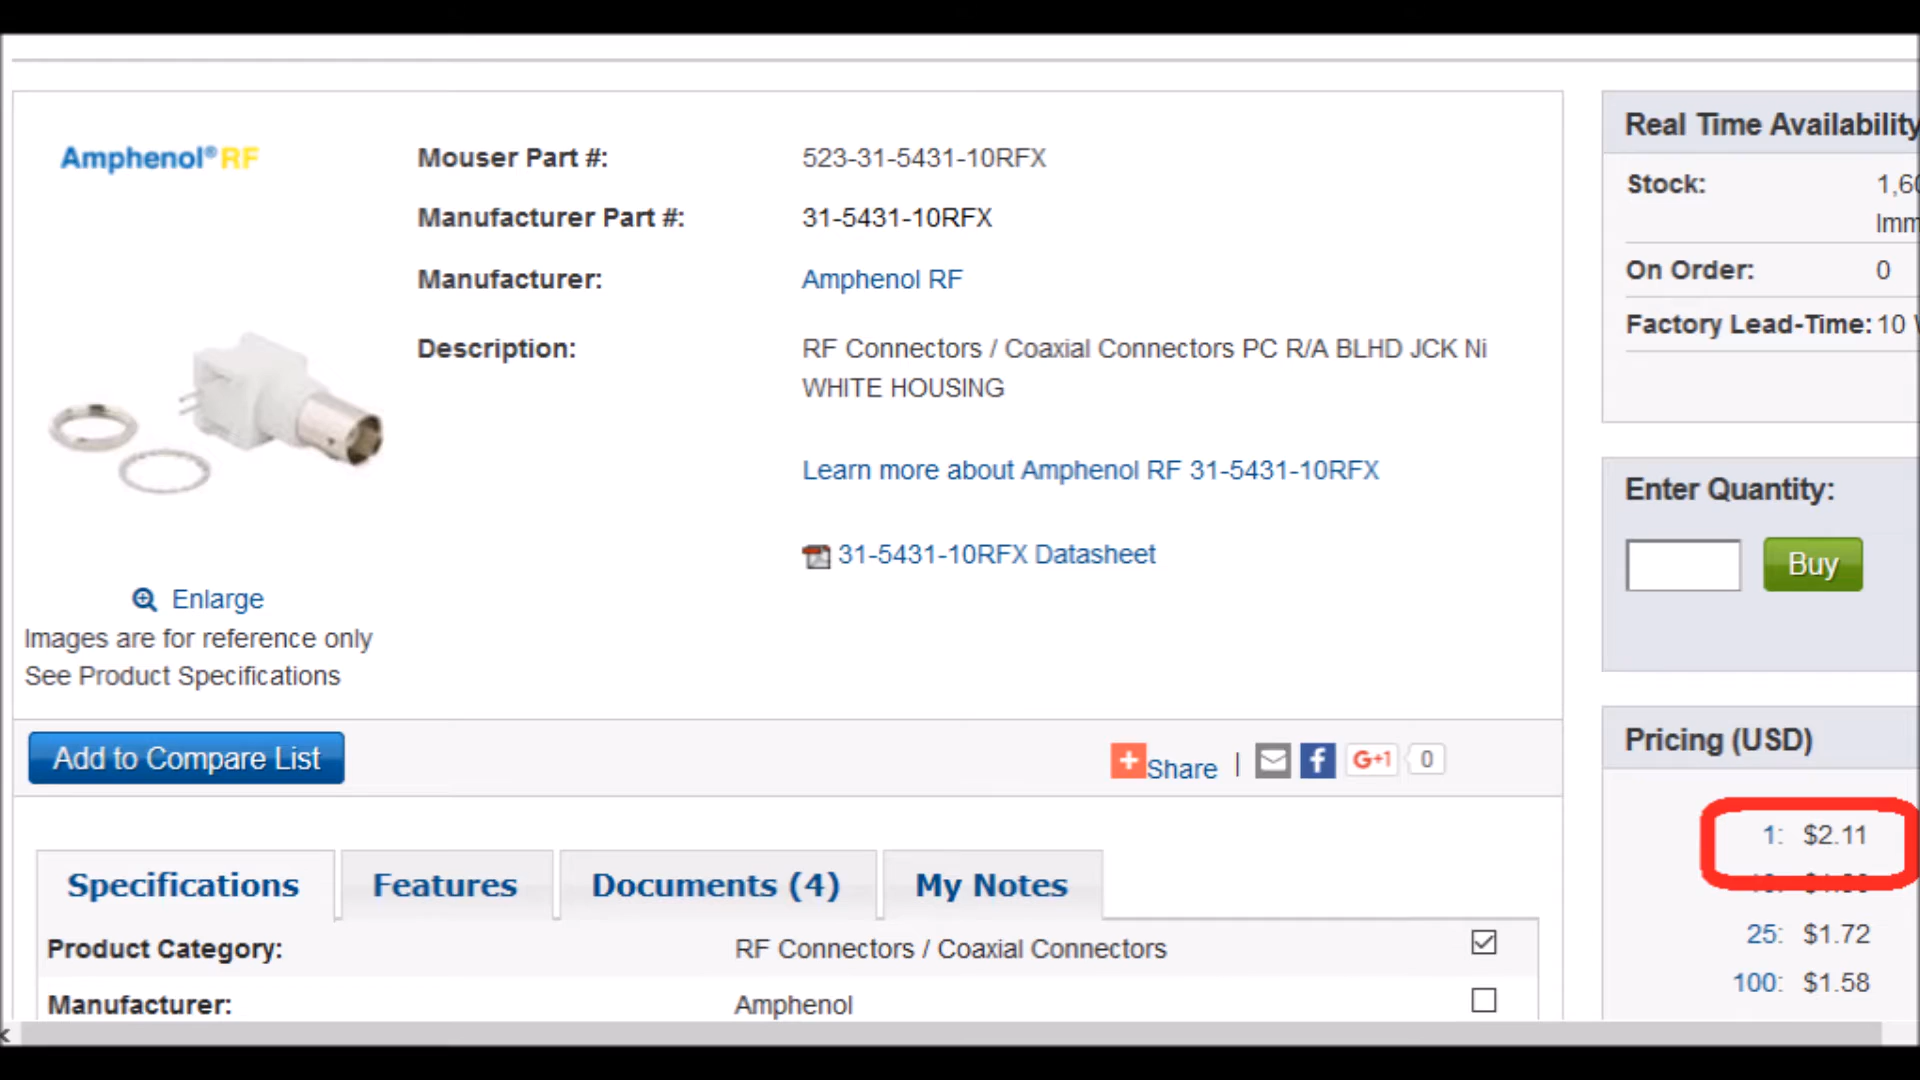 Amphenol® RF
Mouser Part #: 523-31-5431-10RFX
Manufacturer Part #: 31-5431-10RFX
Manufacturer: Amphenol RF
Description: RF Connectors / Coaxial Connectors PC R/A BLHD JCK Ni
WHITE HOUSING
Learn more about Amphenol RF 31-5431-10RFX
31-5431-10RFX Datasheet
Enlarge
Images are for reference only
See Product Specifications
Add to Compare List
Share | f G+1 0
Specifications Features Documents (4) My Notes
Product Category: RF Connectors / Coaxial Connectors
Manufacturer: Amphenol
Real Time Availability
Stock:
On Order: 0
Factory Lead-Time: 10
Enter Quantity:
Buy
Pricing (USD)
1: $2.11
25: $1.72
100: $1.58